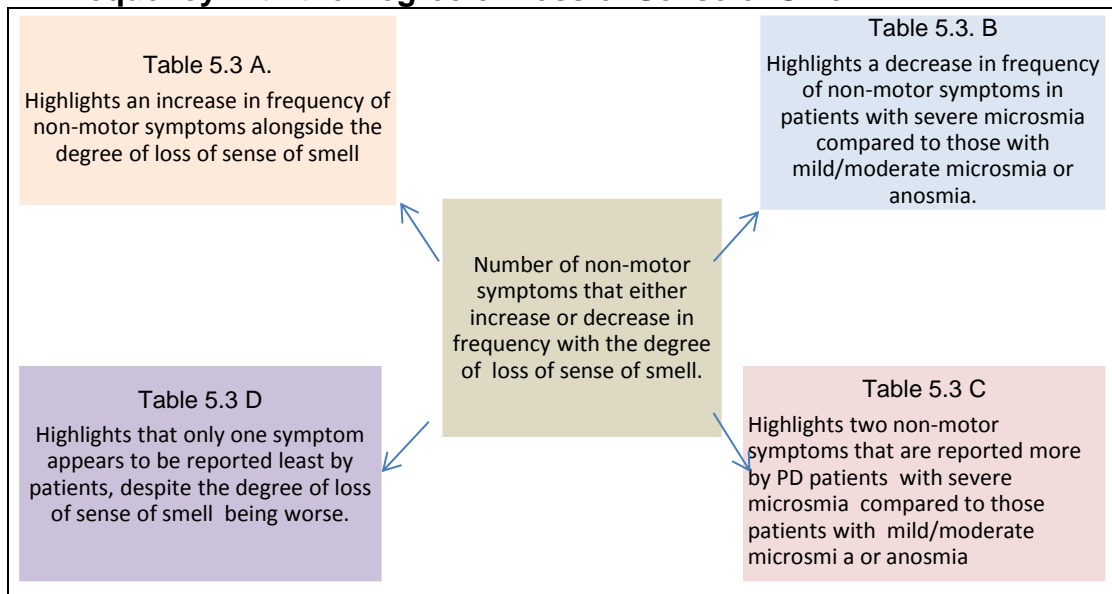 Table 5.3 A.
Highlights an increase in frequency of
non-motor symptoms alongside the
degree of loss of sense of smell
Table 5.3. B
Highlights a decrease in frequency
of non-motor symptoms in
patients with severe microsmia
compared to those with
mild/moderate microsmia or
anosmia.
Number of non-motor
symptoms that either
increase or decrease in
frequency with the degree
of loss of sense of smell.
Table 5.3 D
Highlights that only one symptom
appears to be reported least by
patients, despite the degree of loss
of sense of smell being worse.
Table 5.3 C
Highlights two non-motor
symptoms that are reported more
by PD patients with severe
microsmia compared to those
patients with mild/moderate
microsmi a or anosmia